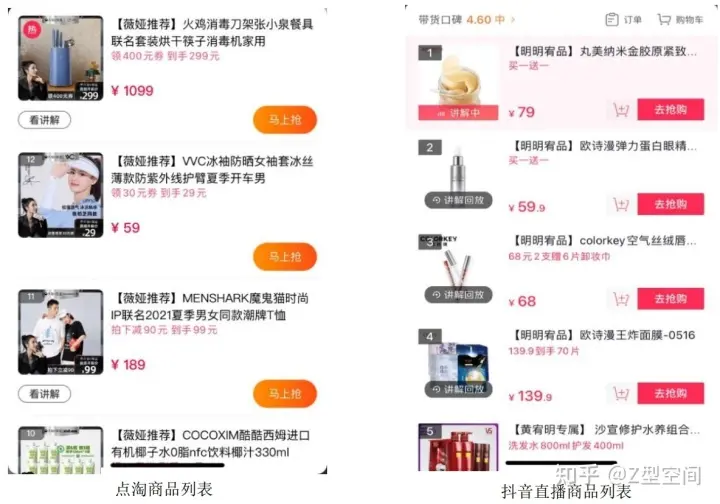 热
【薇娅推荐】火鸡消毒刀架张小泉餐具
联名套装烘干筷子消毒机家用
领400元券 到手299元
¥ 1099
299
看讲解
马上抢
12
【薇娅推荐】VVC冰袖防晒女袖套冰丝
薄款防紫外线护臂夏季开车男
领30元券 到手29元
¥ 59
29
马上抢
11
【薇娅推荐】MENSHARK魔鬼猫时尚
IP联名2021夏季男女同款潮牌T恤
拍下减90元 到手99元
¥ 189
99
看讲解
马上抢
10
【薇娅推荐】COCOXIM酷酷西姆进口
有机椰子水0脂nfc饮料椰汁330ml
点淘商品列表
带货口碑 4.60 中 >
订单
购物车
1
【明明宥品】丸美纳米金胶原紧致...
买一送一
讲解中
¥ 79
去抢购
2
【明明宥品】欧诗漫弹力蛋白眼精...
买一送一
讲解回放
¥ 59.9
去抢购
3
COLORKEY
【明明宥品】colorkey空气丝绒唇...
68元2支赠6片卸妆巾
讲解回放
¥ 68
去抢购
4
【明明宥品】欧诗漫王炸面膜-0516
139.9到手70片
讲解回放
¥ 139.9
去抢购
5
VS
【黄宥明专属】 沙宣修护水养组合...
洗发水800ml护发400ml
知乎 @Z型空间
抖音直播商品列表